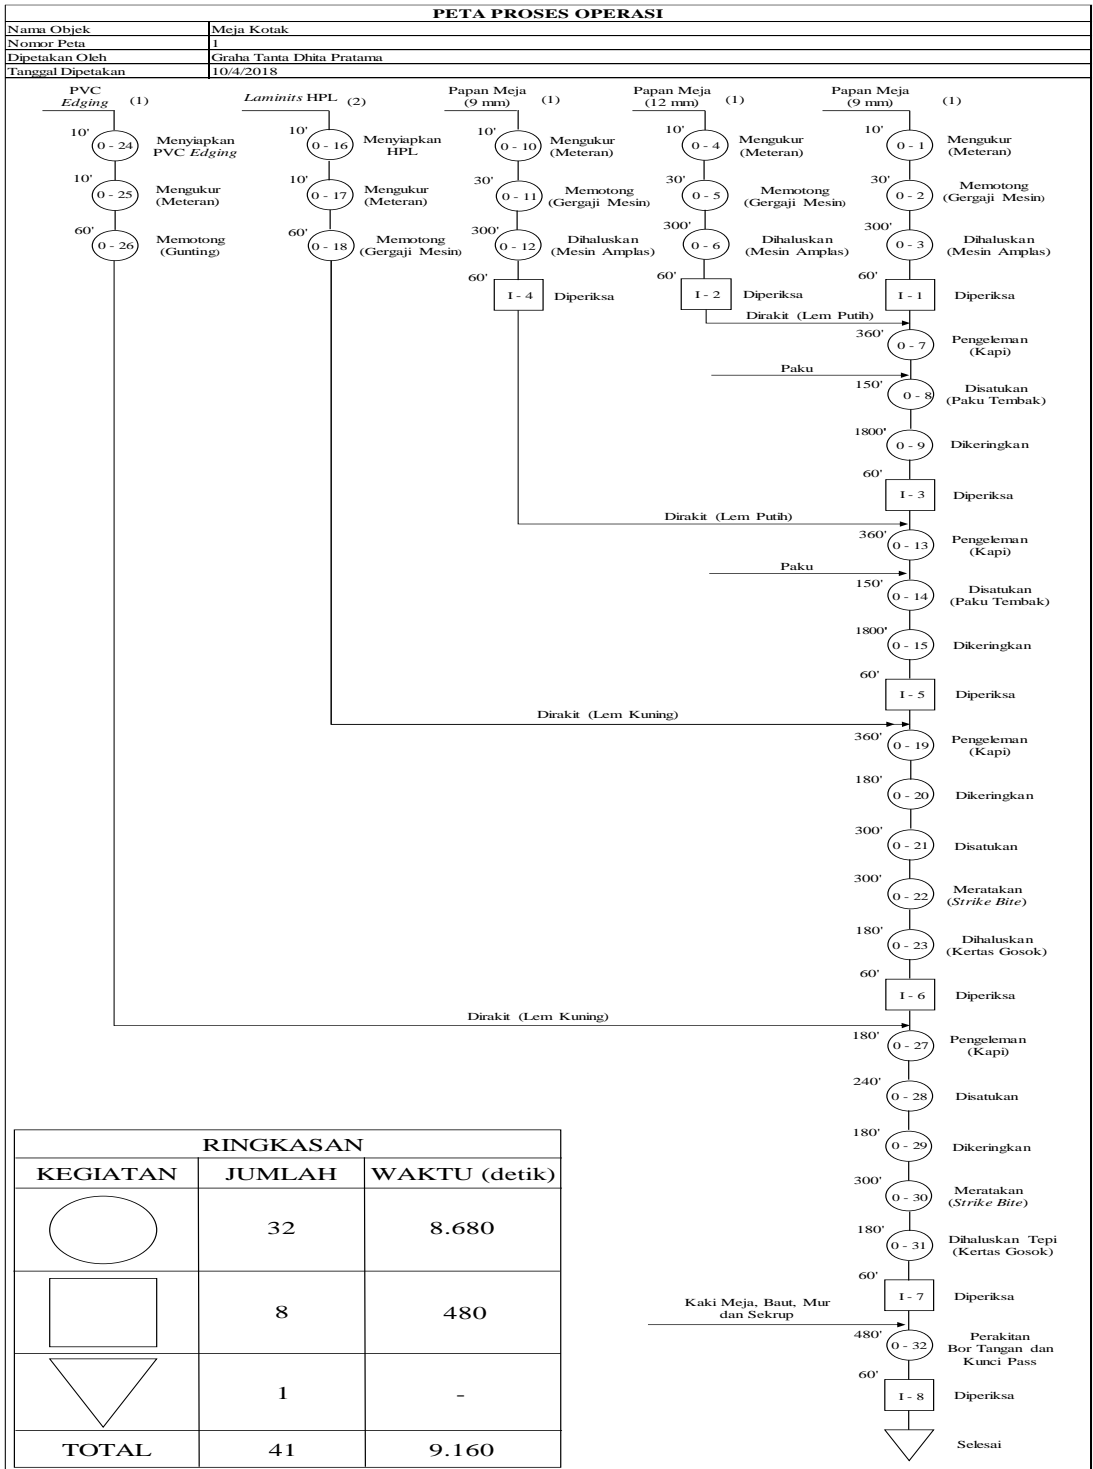 PETA PROSES OPERASI
Nama Objek Meja Kotak
Nomor Peta 1
Dipetakan Oleh Graha Tanta Dhita Pratama
Tanggal Dipetakan 10/4/2018
PVC
Edging (1)
10'
0 - 24
Menyiapkan
PVC Edging
10'
0 - 25
Mengukur
(Meteran)
60'
0 - 26
Memotong
(Gunting)
Laminits HPL (2)
10'
0 - 16
Menyiapkan
HPL
10'
0 - 17
Mengukur
(Meteran)
60'
0 - 18
Memotong
(Gergaji Mesin)
Papan Meja
(9 mm) (1)
10'
0 - 10
Mengukur
(Meteran)
30'
0 - 11
Memotong
(Gergaji Mesin)
300'
0 - 12
Dihaluskan
(Mesin Amplas)
60'
I - 4
Diperiksa
Papan Meja
(12 mm) (1)
10'
0 - 4
Mengukur
(Meteran)
30'
0 - 5
Memotong
(Gergaji Mesin)
300'
0 - 6
Dihaluskan
(Mesin Amplas)
60'
I - 2
Diperiksa
Papan Meja
(9 mm) (1)
10'
0 - 1
Mengukur
(Meteran)
30'
0 - 2
Memotong
(Gergaji Mesin)
300'
0 - 3
Dihaluskan
(Mesin Amplas)
60'
I - 1
Diperiksa
Dirakit (Lem Putih)
360'
0 - 7
Pengeleman
(Kapi)
Paku
150'
0 - 8
Disatukan
(Paku Tembak)
1800'
0 - 9
Dikeringkan
60'
I - 3
Diperiksa
Dirakit (Lem Putih)
360'
0 - 13
Pengeleman
(Kapi)
Paku
150'
0 - 14
Disatukan
(Paku Tembak)
1800'
0 - 15
Dikeringkan
60'
I - 5
Diperiksa
Dirakit (Lem Kuning)
360'
0 - 19
Pengeleman
(Kapi)
180'
0 - 20
Dikeringkan
300'
0 - 21
Disatukan
300'
0 - 22
Meratakan
(Strike Bite)
180'
0 - 23
Dihaluskan
(Kertas Gosok)
60'
I - 6
Diperiksa
Dirakit (Lem Kuning)
180'
0 - 27
Pengeleman
(Kapi)
240'
0 - 28
Disatukan
180'
0 - 29
Dikeringkan
300'
0 - 30
Meratakan
(Strike Bite)
180'
0 - 31
Dihaluskan Tepi
(Kertas Gosok)
60'
I - 7
Diperiksa
Kaki Meja, Baut, Mur
dan Sekrup
480'
0 - 32
Perakitan
Bor Tangan dan
Kunci Pass
60'
I - 8
Diperiksa
Selesai
RINGKASAN
KEGIATAN JUMLAH WAKTU (detik)
32 8.680
8 480
1 -
TOTAL 41 9.160